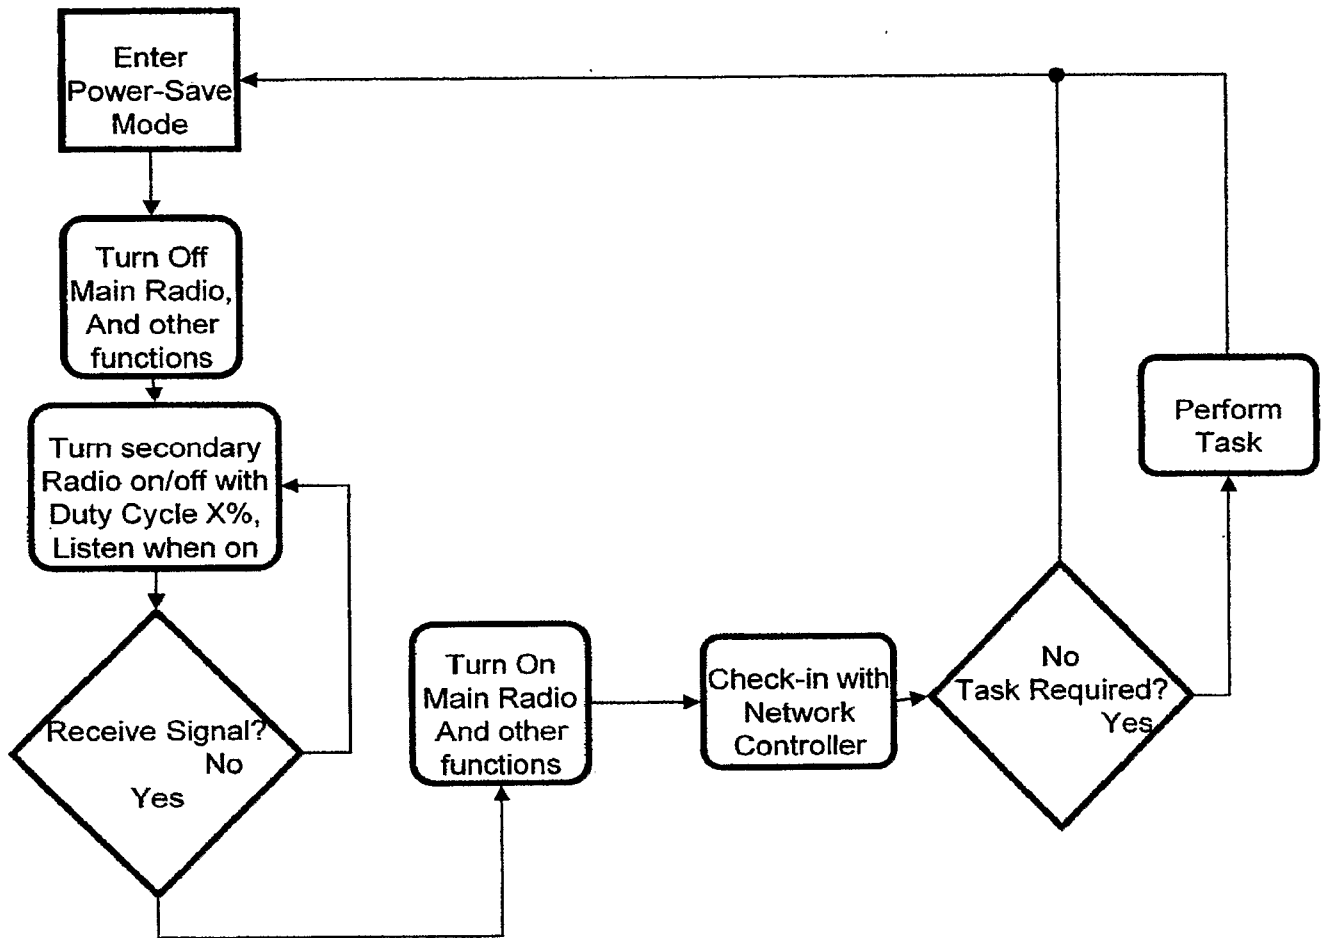 Enter
Power-Save
Mode
Turn Off
Main Radio,
And other
functions
Turn secondary
Radio on/off with
Duty Cycle X%,
Listen when on
Receive Signal?
No
Yes
Turn On
Main Radio
And other
functions
Check-in with
Network
Controller
No
Task Required?
Yes
Perform
Task